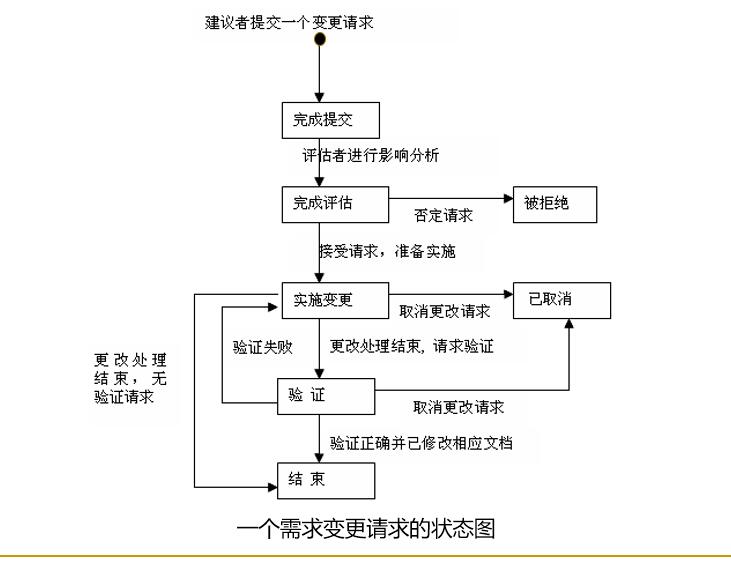 建议者提交一个变更请求
完成提交
评估者进行影响分析
完成评估
被拒绝
否定请求
接受请求，准备实施
实施变更
已取消
取消更改请求
验证失败
更改处理结束, 请求验证
更改处理
结束，无
验证请求
验 证
取消更改请求
验证正确并已修改相应文档
结 束
一个需求变更请求的状态图